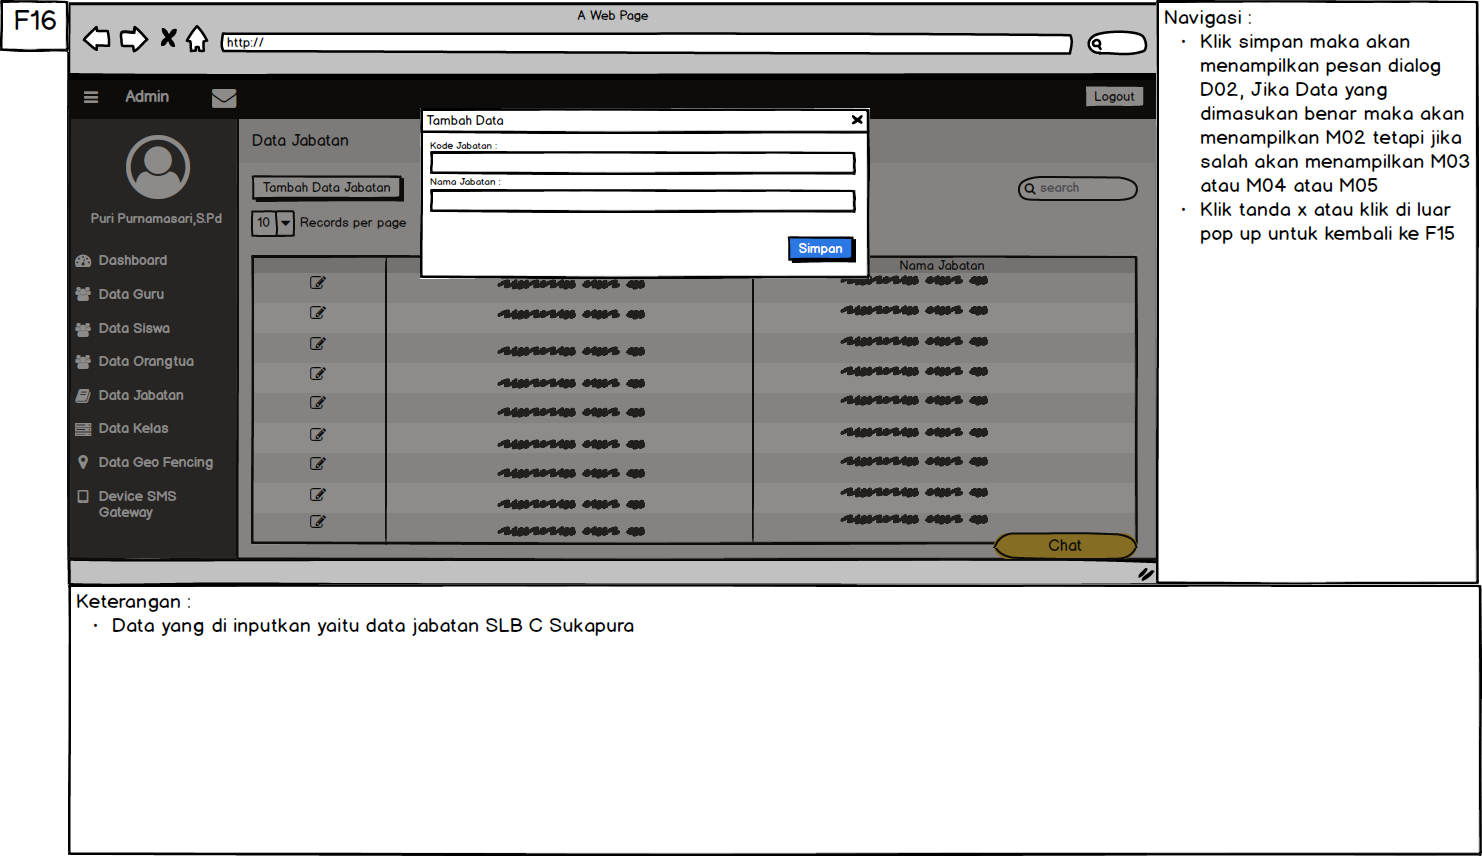 F16
A Web Page
http://
Admin
Logout
Puri Purnamasari,S.Pd
Dashboard
Data Guru
Data Siswa
Data Orangtua
Data Jabatan
Data Kelas
Data Geo Fencing
Device SMS
Gateway
Data Jabatan
Tambah Data Jabatan
search
10 Records per page
Nama Jabatan
Tambah Data
Kode Jabatan :
Nama Jabatan :
Simpan
Chat
Navigasi :
• Klik simpan maka akan
menampilkan pesan dialog
D02, Jika Data yang
dimasukan benar maka akan
menampilkan M02 tetapi jika
salah akan menampilkan M03
atau M04 atau M05
• Klik tanda x atau klik di luar
pop up untuk kembali ke F15
Keterangan :
• Data yang di inputkan yaitu data jabatan SLB C Sukapura